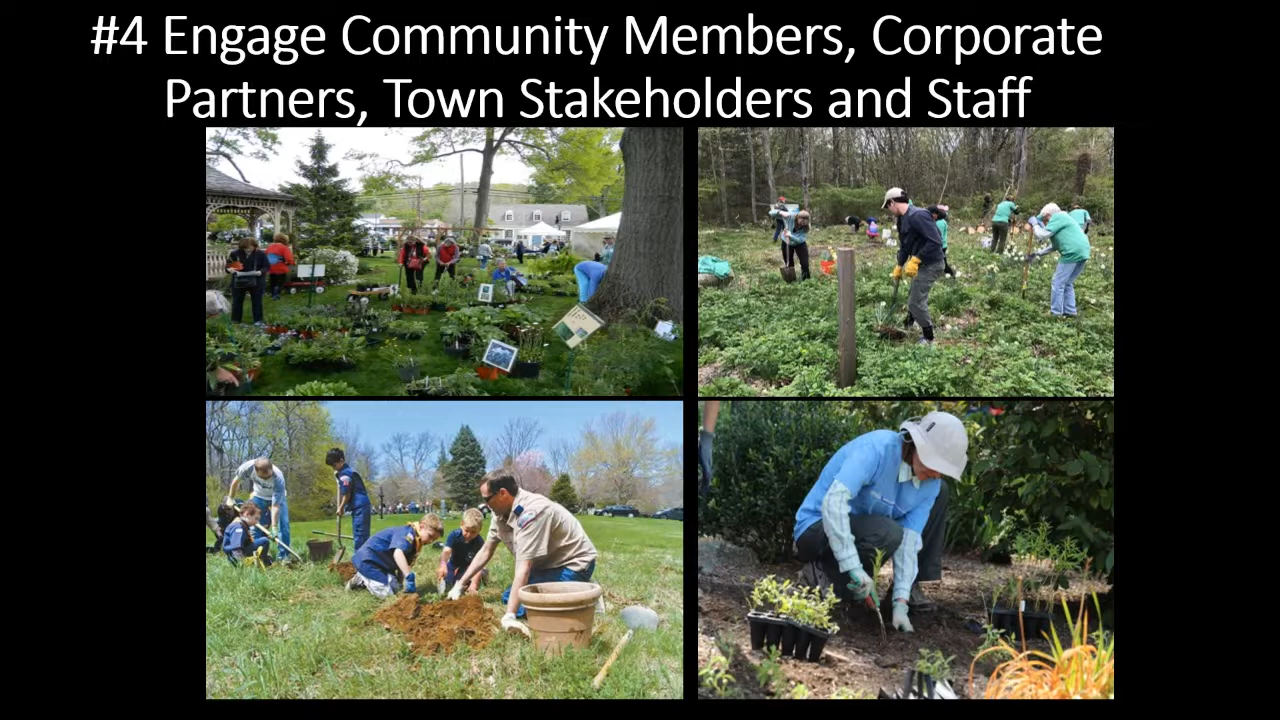 #4 Engage Community Members, Corporate
Partners, Town Stakeholders and Staff